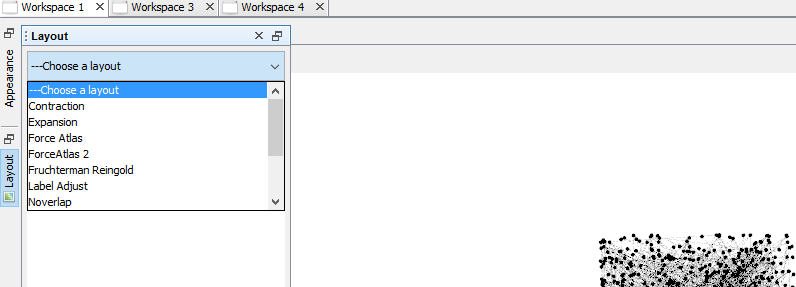 Workspace 1 Workspace 3 Workspace 4
Layout
Appearance
Layout
---Choose a layout
---Choose a layout
Contraction
Expansion
Force Atlas
ForceAtlas 2
Fruchterman Reingold
Label Adjust
Noverlap